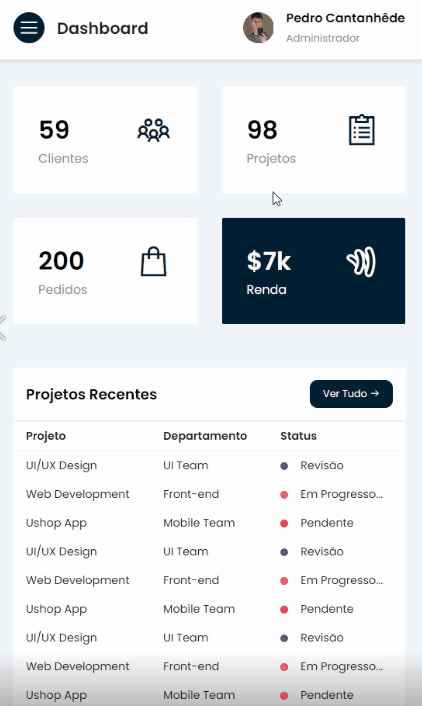 Dashboard
Pedro Cantanhêde
Administrador
59
Clientes
98
Projetos
200
Pedidos
$7k
Renda
Projetos Recentes
Ver Tudo →
Projeto Departamento Status
UI/UX Design UI Team Revisão
Web Development Front-end Em Progresso...
Ushop App Mobile Team Pendente
UI/UX Design UI Team Revisão
Web Development Front-end Em Progresso...
Ushop App Mobile Team Pendente
UI/UX Design UI Team Revisão
Web Development Front-end Em Progresso...
Ushop App Mobile Team Pendente